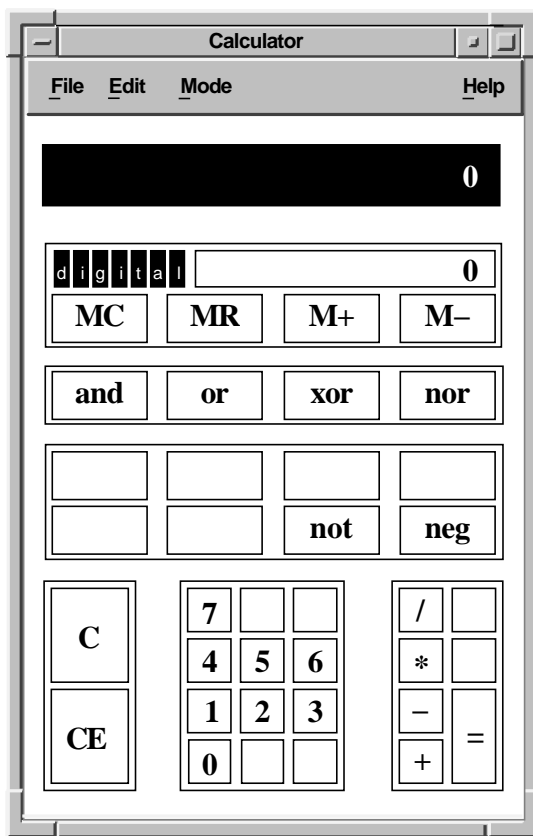 Calculator
File Edit Mode Help
0
digital 0
MC MR M+ M−
and or xor nor
not neg
C
CE
7
4 5 6
1 2 3
0
/
*
−
+
=